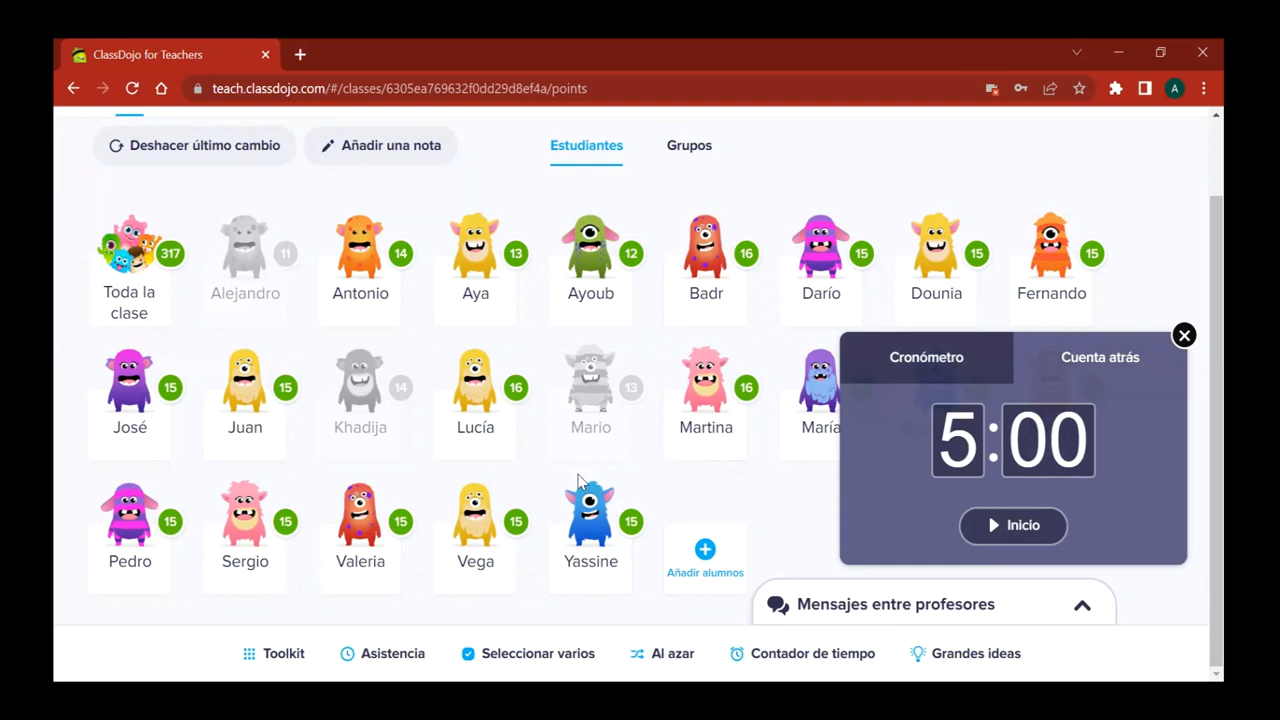 ClassDojo for Teachers
teach.classdojo.com/#/classes/6305ea769632f0dd29d8ef4a/points
A
Deshacer último cambio
Añadir una nota
Estudiantes
Grupos
317
11
14
13
12
16
15
15
15
Toda la
clase
Alejandro
Antonio
Aya
Ayoub
Badr
Darío
Dounia
Fernando
15
15
14
16
13
16
José
Juan
Khadija
Lucía
Mario
Martina
María
Cronómetro
Cuenta atrás
5:00
Inicio
15
15
15
15
15
Pedro
Sergio
Valeria
Vega
Yassine
Añadir alumnos
Mensajes entre profesores
Toolkit
Asistencia
Seleccionar varios
Al azar
Contador de tiempo
Grandes ideas